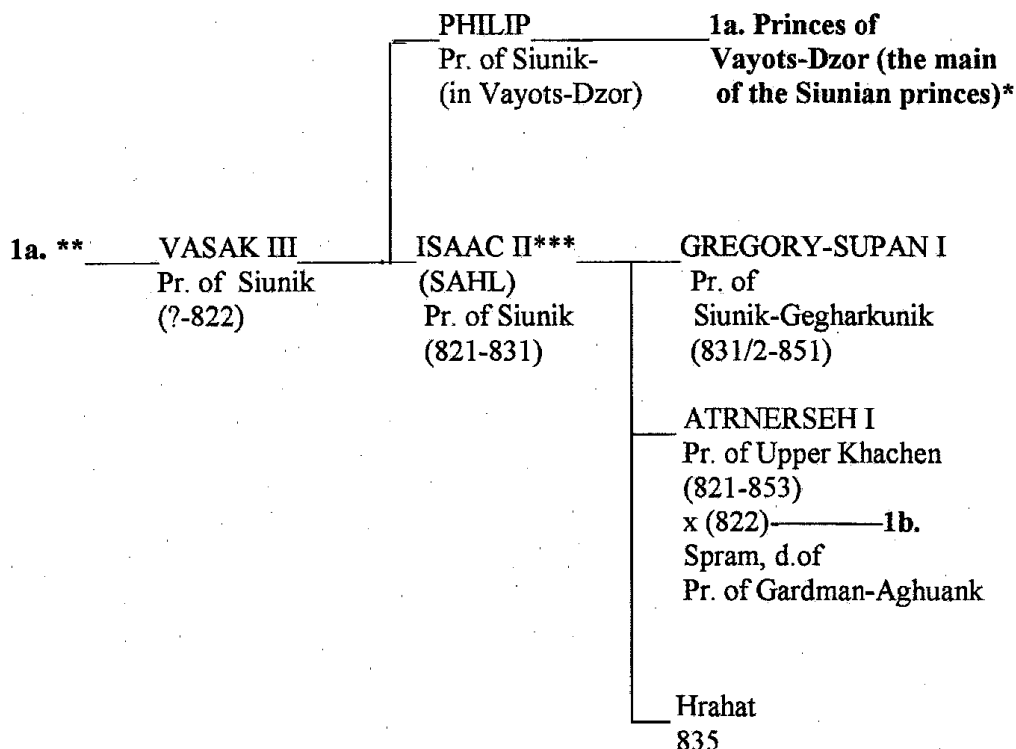 PHILIP
Pr. of Siunik-
(in Vayots-Dzor)
1a. Princes of
Vayots-Dzor (the main
of the Siunian princes)*
1a. **
VASAK III
Pr. of Siunik
(?-822)
ISAAC II***
(SAHL)
Pr. of Siunik
(821-831)
GREGORY-SUPAN I
Pr. of
Siunik-Gegharkunik
(831/2-851)
ATRNERSEH I
Pr. of Upper Khachen
(821-853)
x (822) 1b.
Spram, d.of
Pr. of Gardman-Aghuank
Hrahat
835